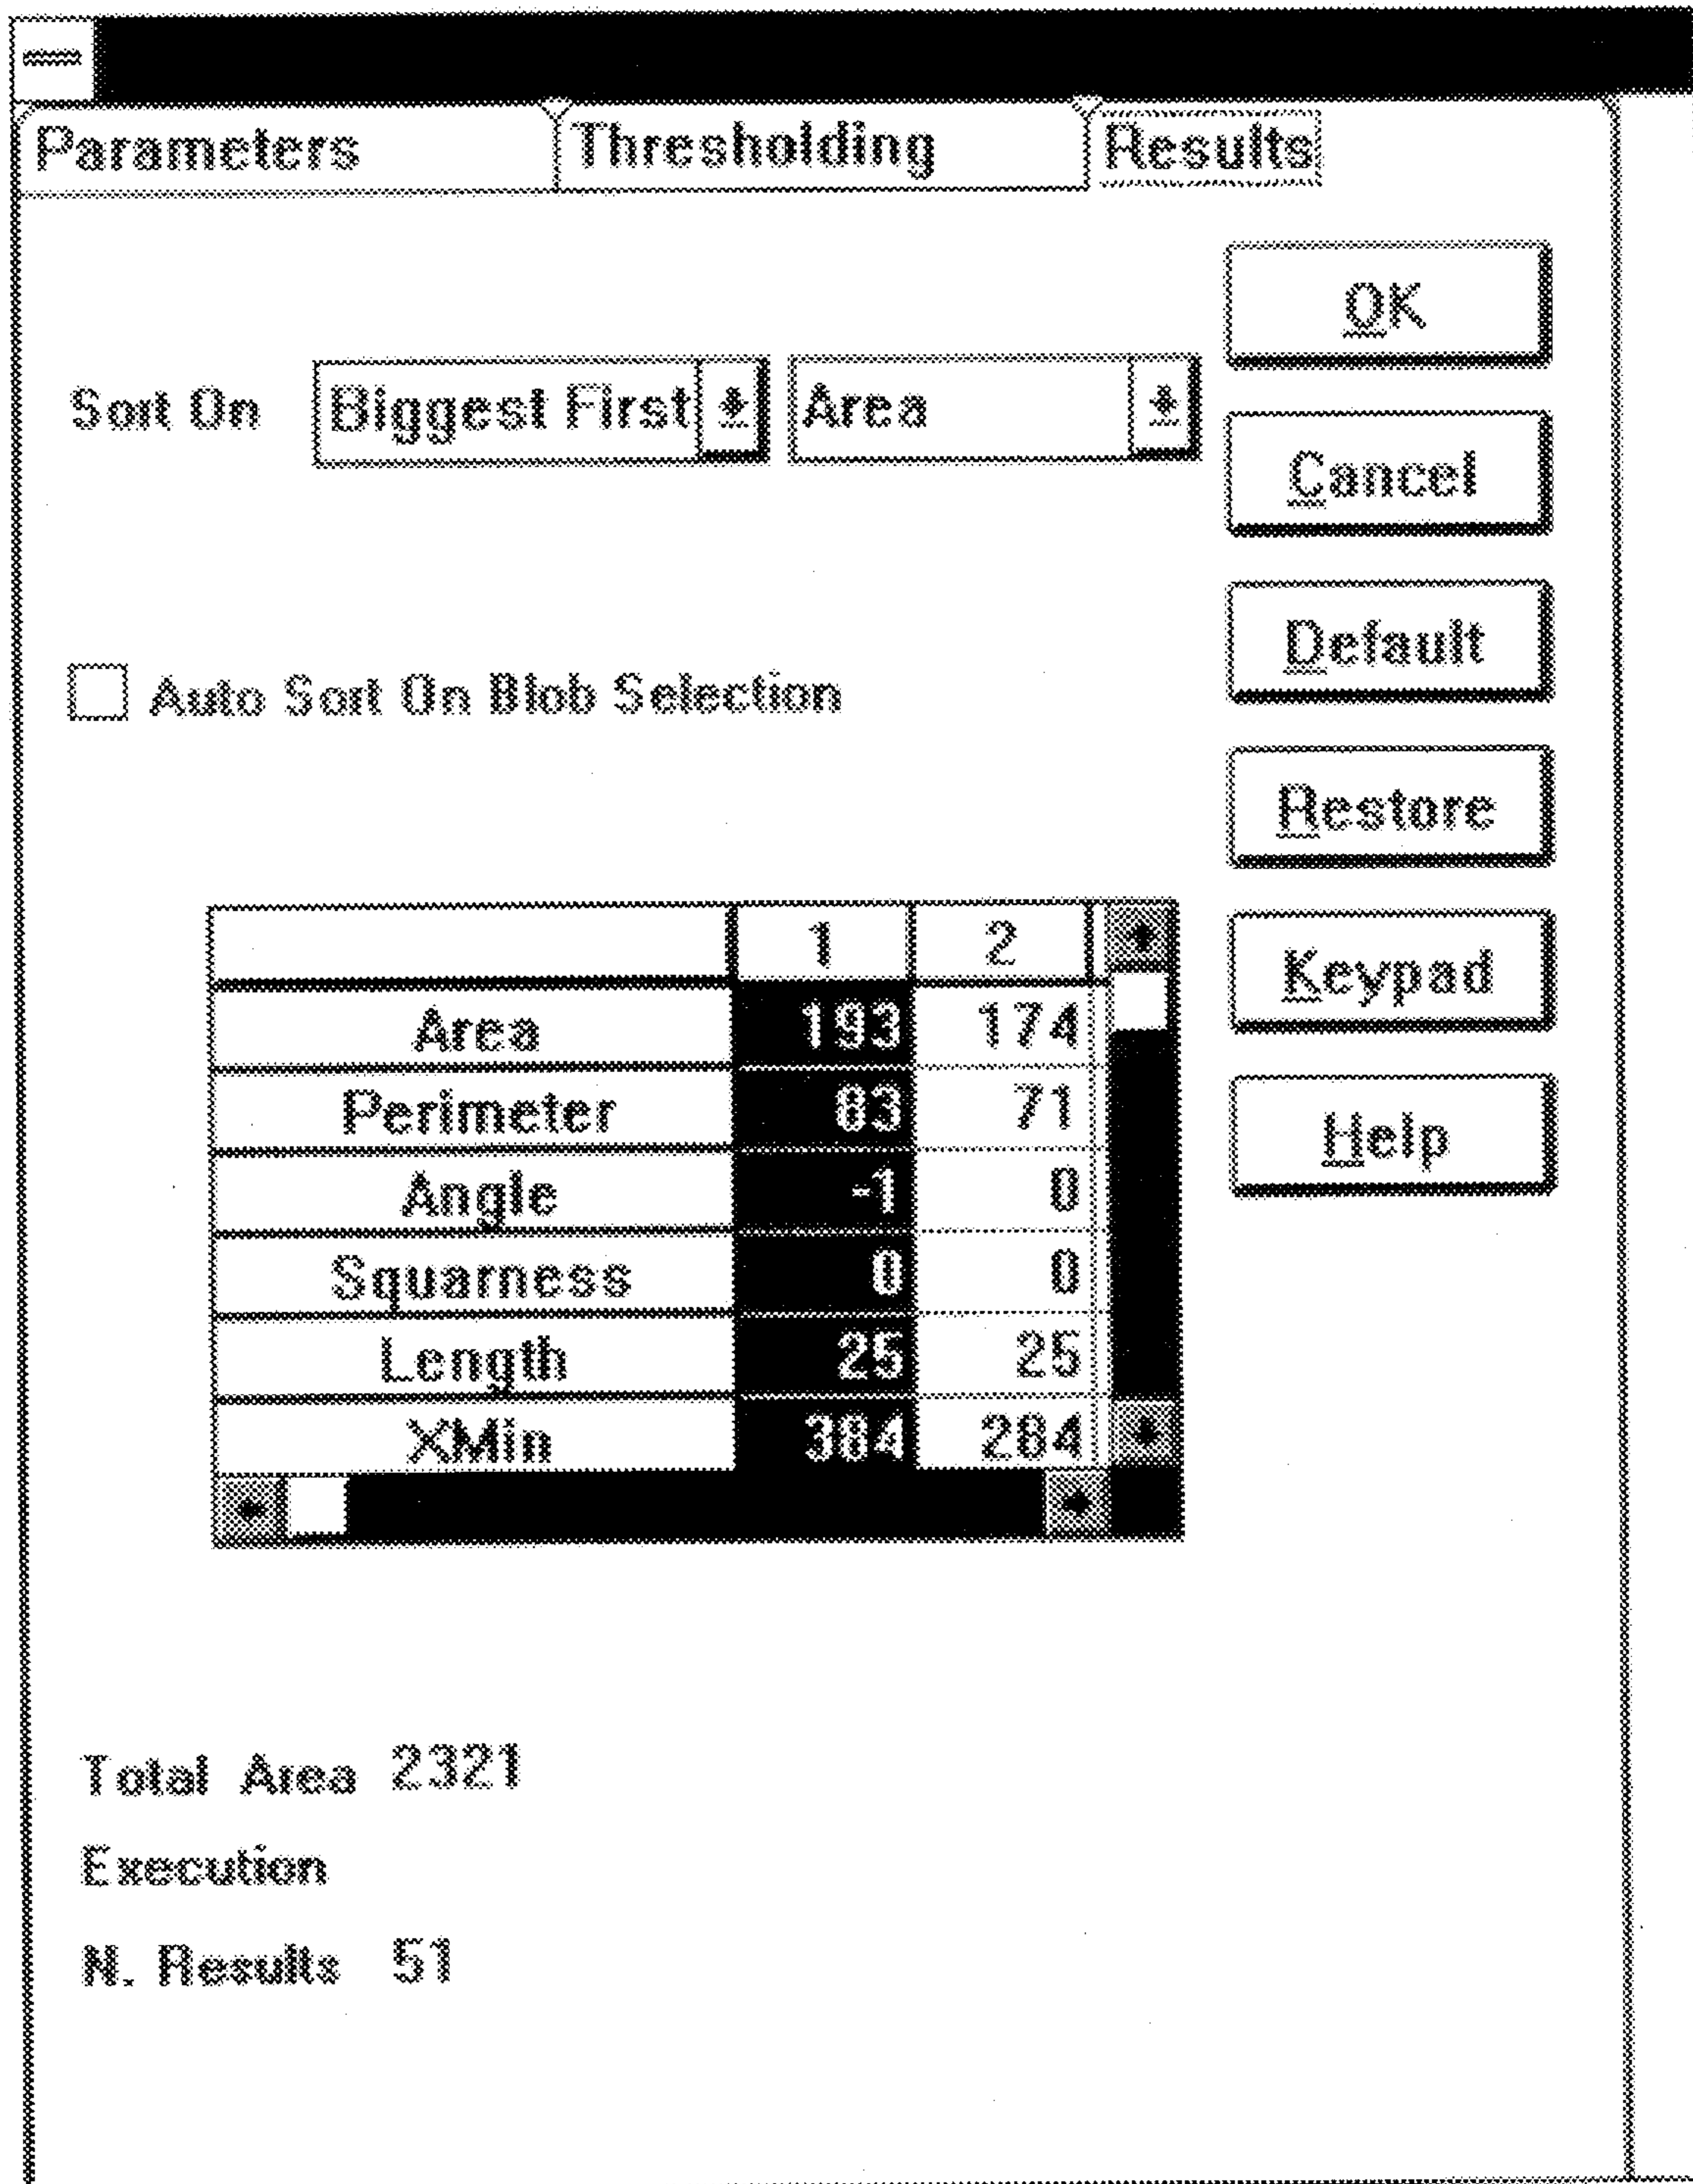 Parameters Thresholding Results
OK
Sort On Biggest First Area
Cancel
Default
Auto Sort On Blob Selection
Restore
1 2
Keypad
Area 193 174
Perimeter 83 71
Help
Angle -1 0
Squarness 0 0
Length 25 25
XMin 384 284
Total Area 2321
Execution
N. Results 51